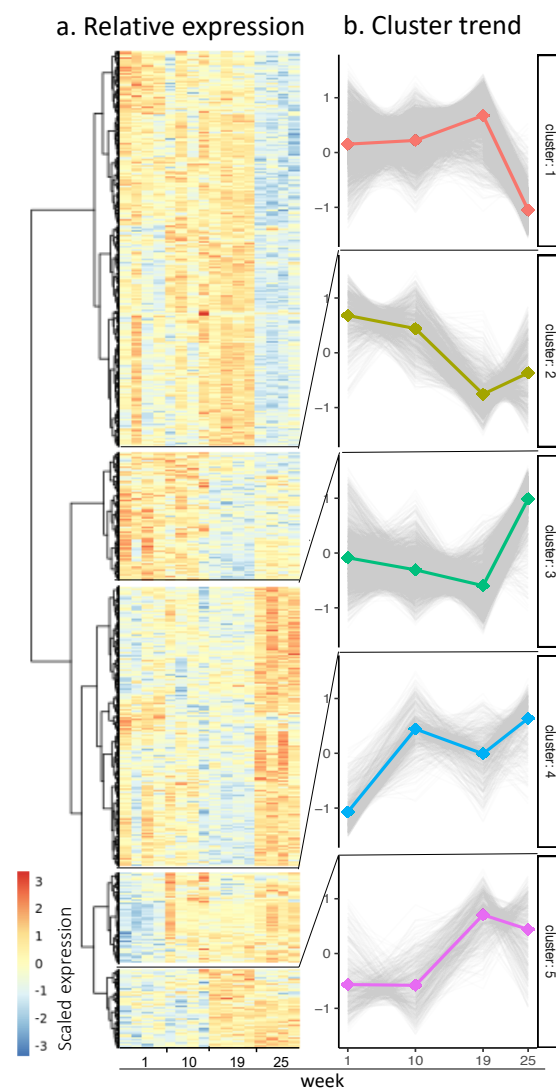 a. Relative expression
b. Cluster trend
1
0
−1
cluster: 1
1
0
−1
cluster: 2
1
0
−1
cluster: 3
1
0
−1
cluster: 4
1
0
−1
cluster: 5
3
2
1
0
-1
-2
-3
Scaled expression
1 10 19 25
1 10 19 25
week